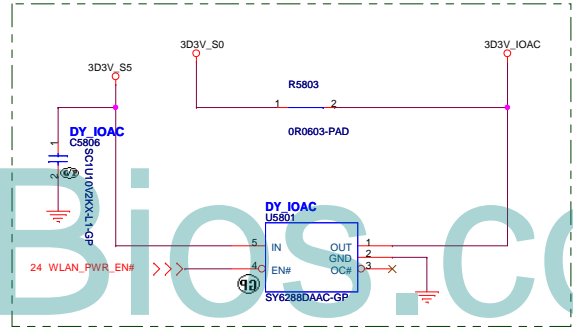 3D3V_S0
3D3V_IOAC
3D3V_S5
R5803
1 2
0R0603-PAD
DY_IOAC
C5806
1
2
SC1U10V2KX-L1-GP
DY_IOAC
U5801
5 IN OUT 1
GND 2
24 WLAN_PWR_EN# 4 EN# OC# 3
SY6288DAAC-GP
Bios.co